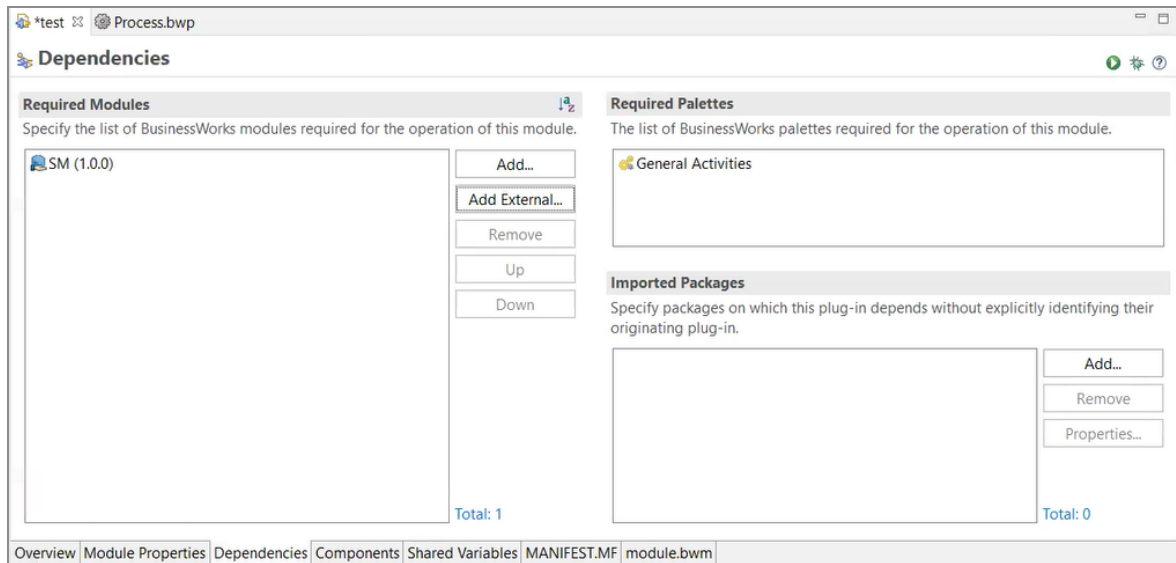 *test
Process.bwp
Dependencies
Required Modules
Specify the list of BusinessWorks modules required for the operation of this module.
SM (1.0.0)
Add...
Add External...
Remove
Up
Down
Total: 1
Required Palettes
The list of BusinessWorks palettes required for the operation of this module.
General Activities
Imported Packages
Specify packages on which this plug-in depends without explicitly identifying their
originating plug-in.
Add...
Remove
Properties...
Total: 0
Overview Module Properties Dependencies Components Shared Variables MANIFEST.MF module.bwm